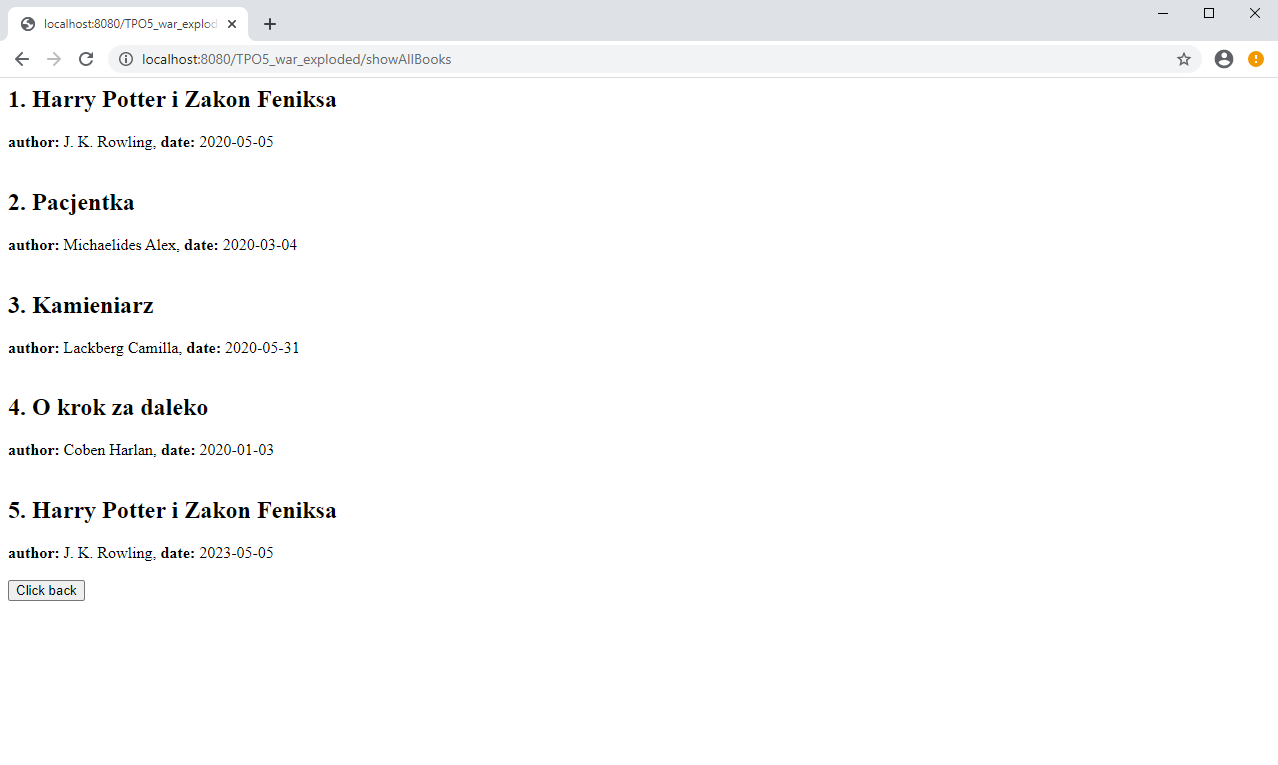 localhost:8080/TPO5_war_explod
localhost:8080/TPO5_war_exploded/showAllBooks
1. Harry Potter i Zakon Feniksa
author: J. K. Rowling, date: 2020-05-05
2. Pacjentka
author: Michaelides Alex, date: 2020-03-04
3. Kamieniarz
author: Lackberg Camilla, date: 2020-05-31
4. O krok za daleko
author: Coben Harlan, date: 2020-01-03
5. Harry Potter i Zakon Feniksa
author: J. K. Rowling, date: 2023-05-05
Click back